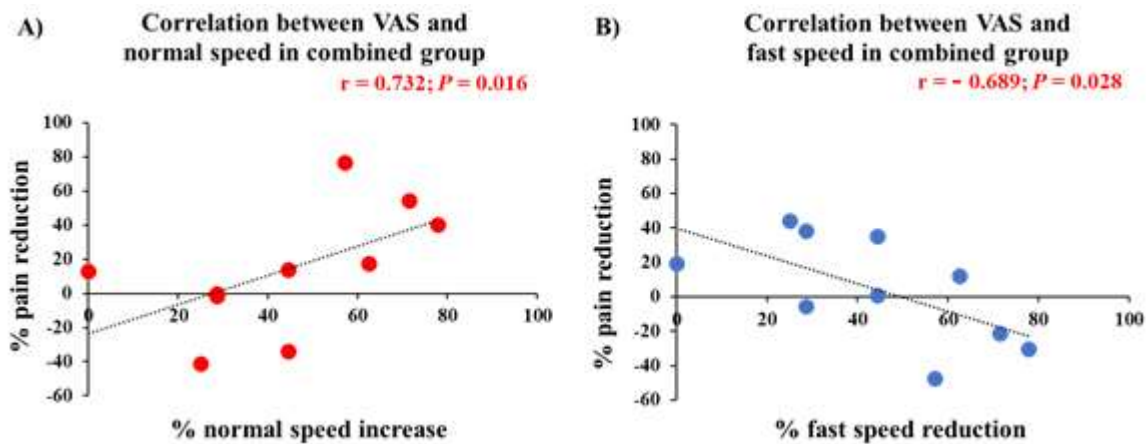 A)
Correlation between VAS and
normal speed in combined group
r = 0.732; P = 0.016
% pain reduction
100
80
60
40
20
0
-20
-40
-60
0
20
40
60
80
100
% normal speed increase
B)
Correlation between VAS and
fast speed in combined group
r = - 0.689; P = 0.028
% pain reduction
100
80
60
40
20
0
-20
-40
-60
0
20
40
60
80
100
% fast speed reduction